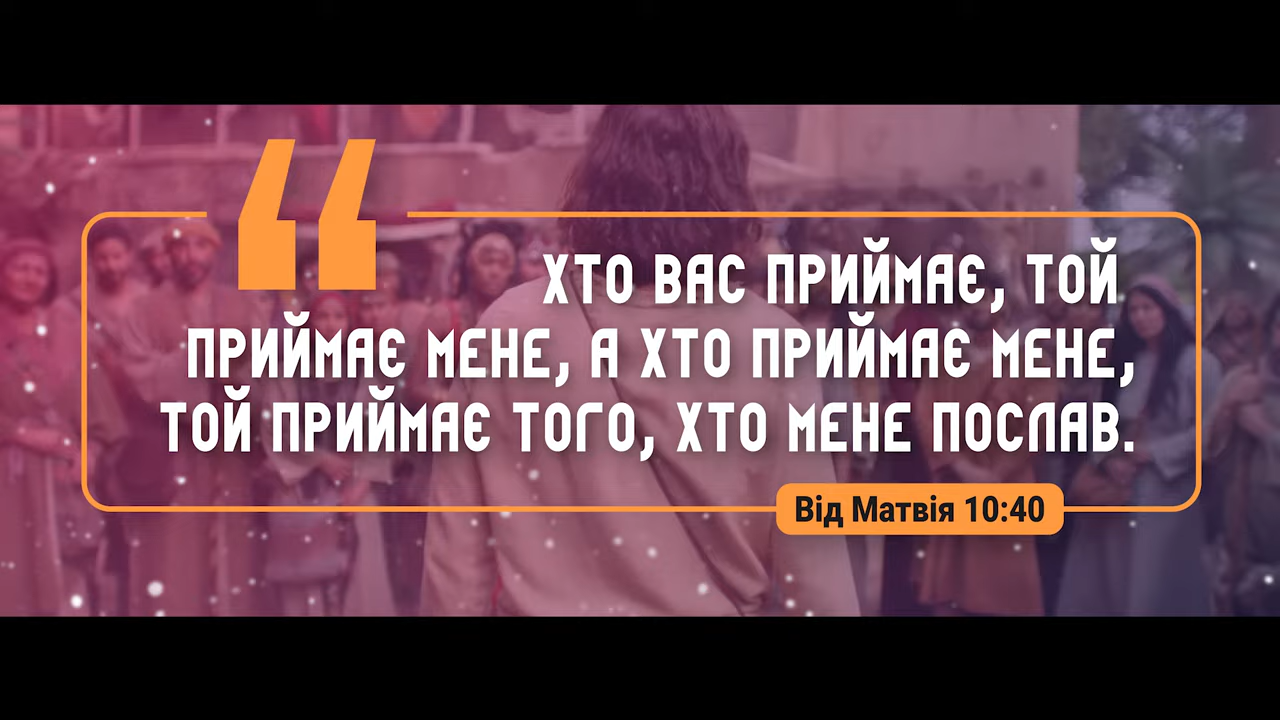 “
ХТО ВАС ПРИЙМАЄ, ТОЙ
ПРИЙМАЄ МЕНЕ, А ХТО ПРИЙМАЄ МЕНЕ,
ТОЙ ПРИЙМАЄ ТОГО, ХТО МЕНЕ ПОСЛАВ.
Від Матвія 10:40